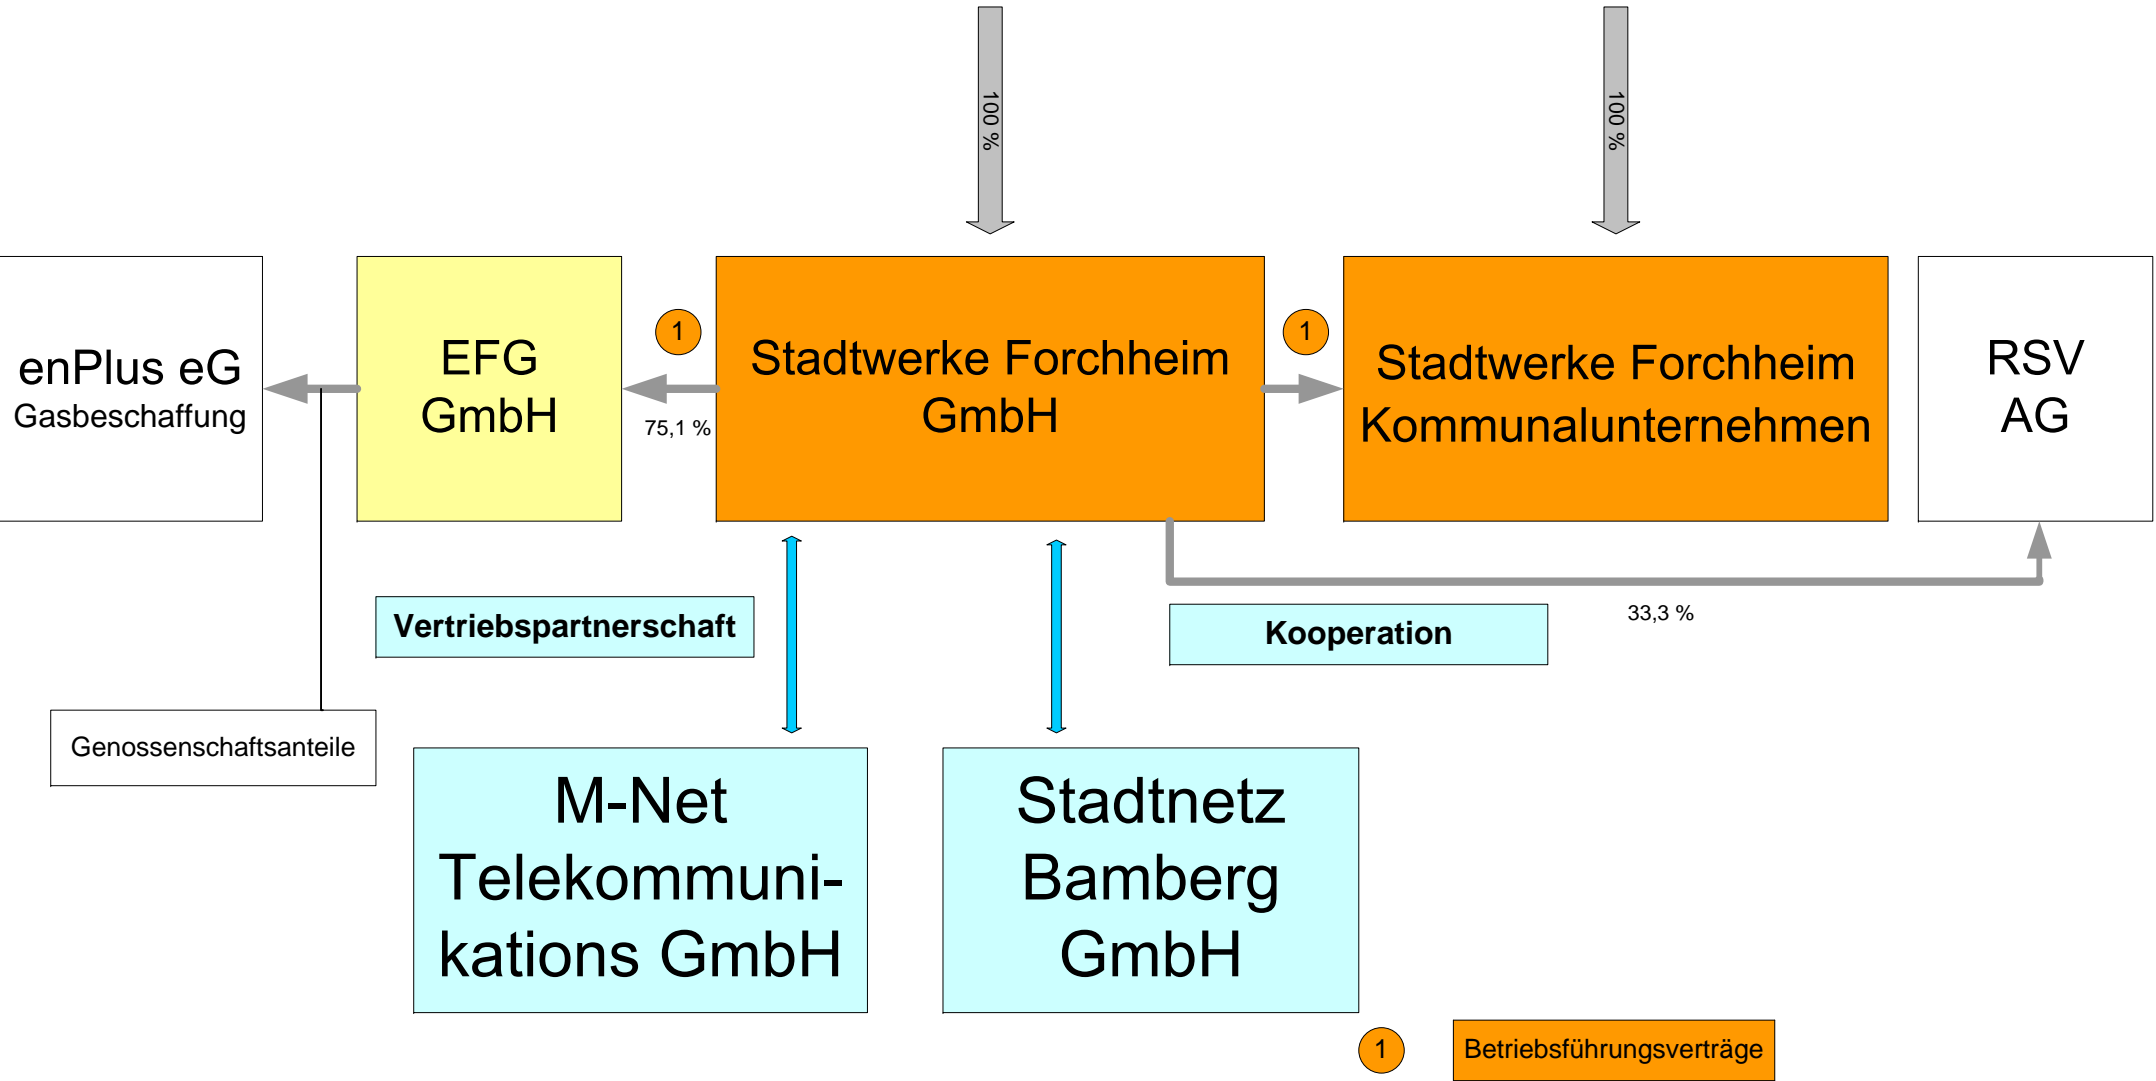 100 %
100 %
enPlus eG
Gasbeschaffung
EFG
GmbH
1
75,1 %
Stadtwerke Forchheim
GmbH
1
Stadtwerke Forchheim
Kommunalunternehmen
RSV
AG
Vertriebspartnerschaft
Kooperation
33,3 %
Genossenschaftsanteile
M-Net
Telekommuni-
kations GmbH
Stadtnetz
Bamberg
GmbH
1
Betriebsführungsverträge